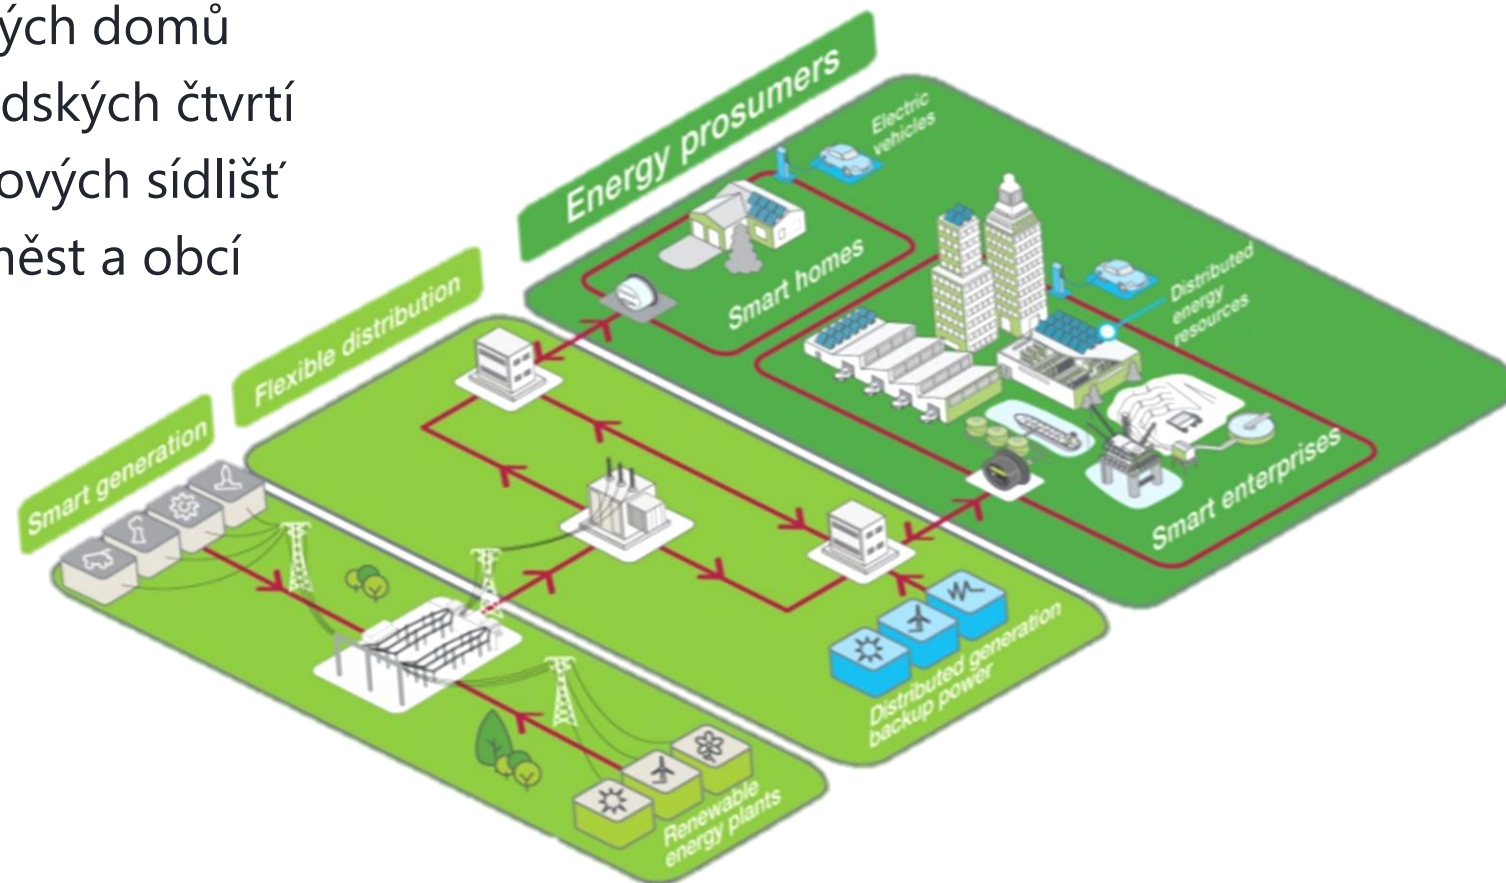 ých domů
dských čtvrtí
ových sídlišť
měst a obcí
Energy prosumers
Electric
vehicles
Smart homes
Distributed
energy
resources
Smart enterprises
Flexible distribution
Smart generation
Distributed generation
backup power
Renewable
energy plants